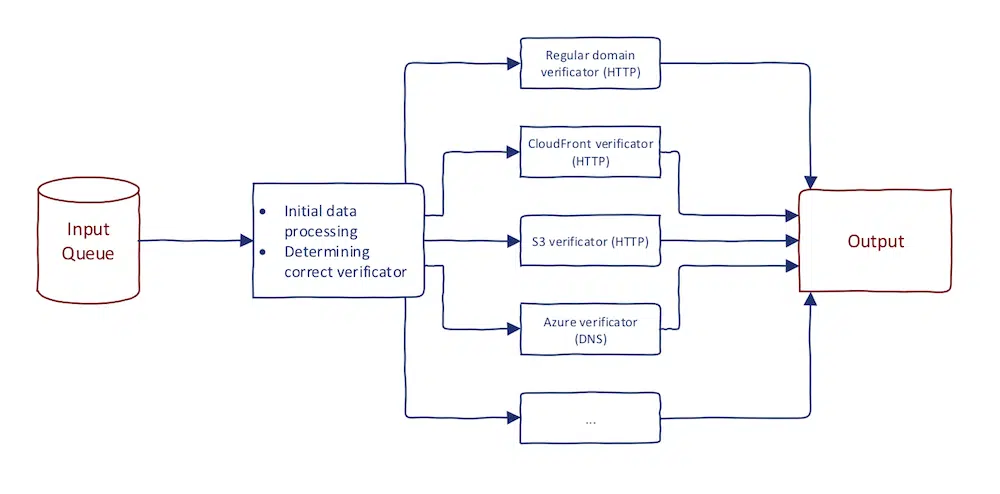 Input
Queue
• Initial data
processing
• Determining
correct verificator
Regular domain
verificator (HTTP)
CloudFront verificator
(HTTP)
S3 verificator (HTTP)
Azure verificator
(DNS)
...
Output